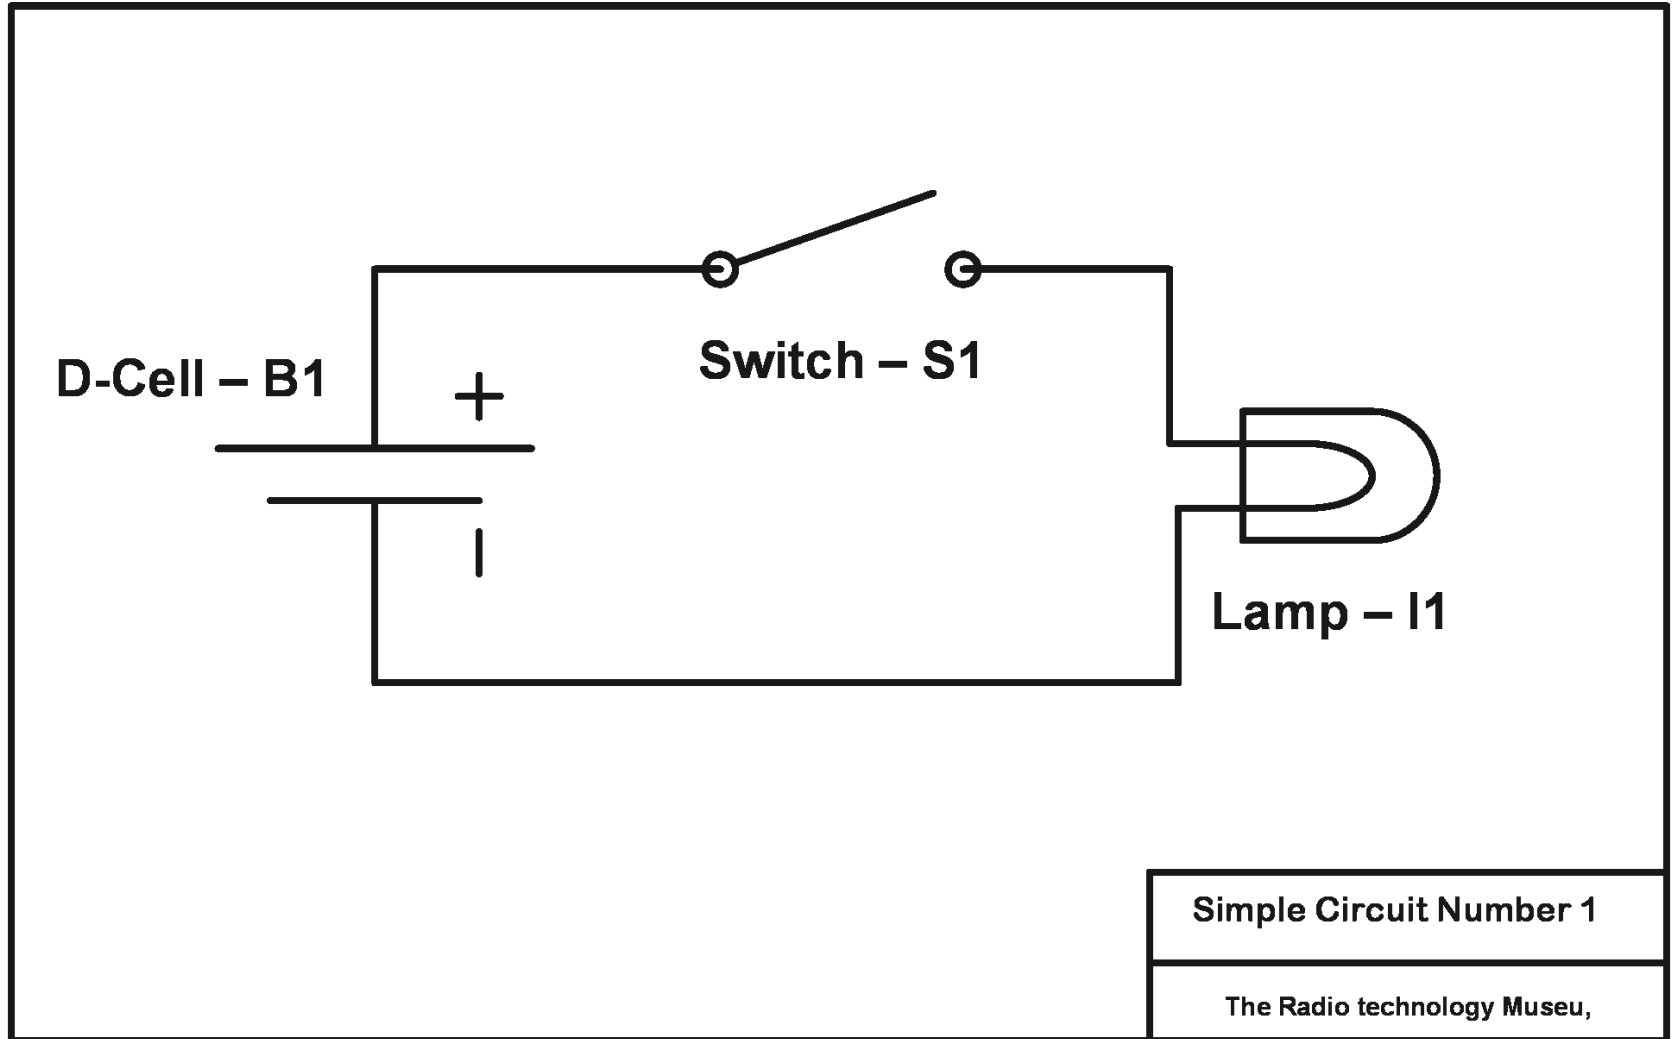 Switch – S1
D-Cell – B1
+
–
Lamp – I1
Simple Circuit Number 1
The Radio technology Museu,